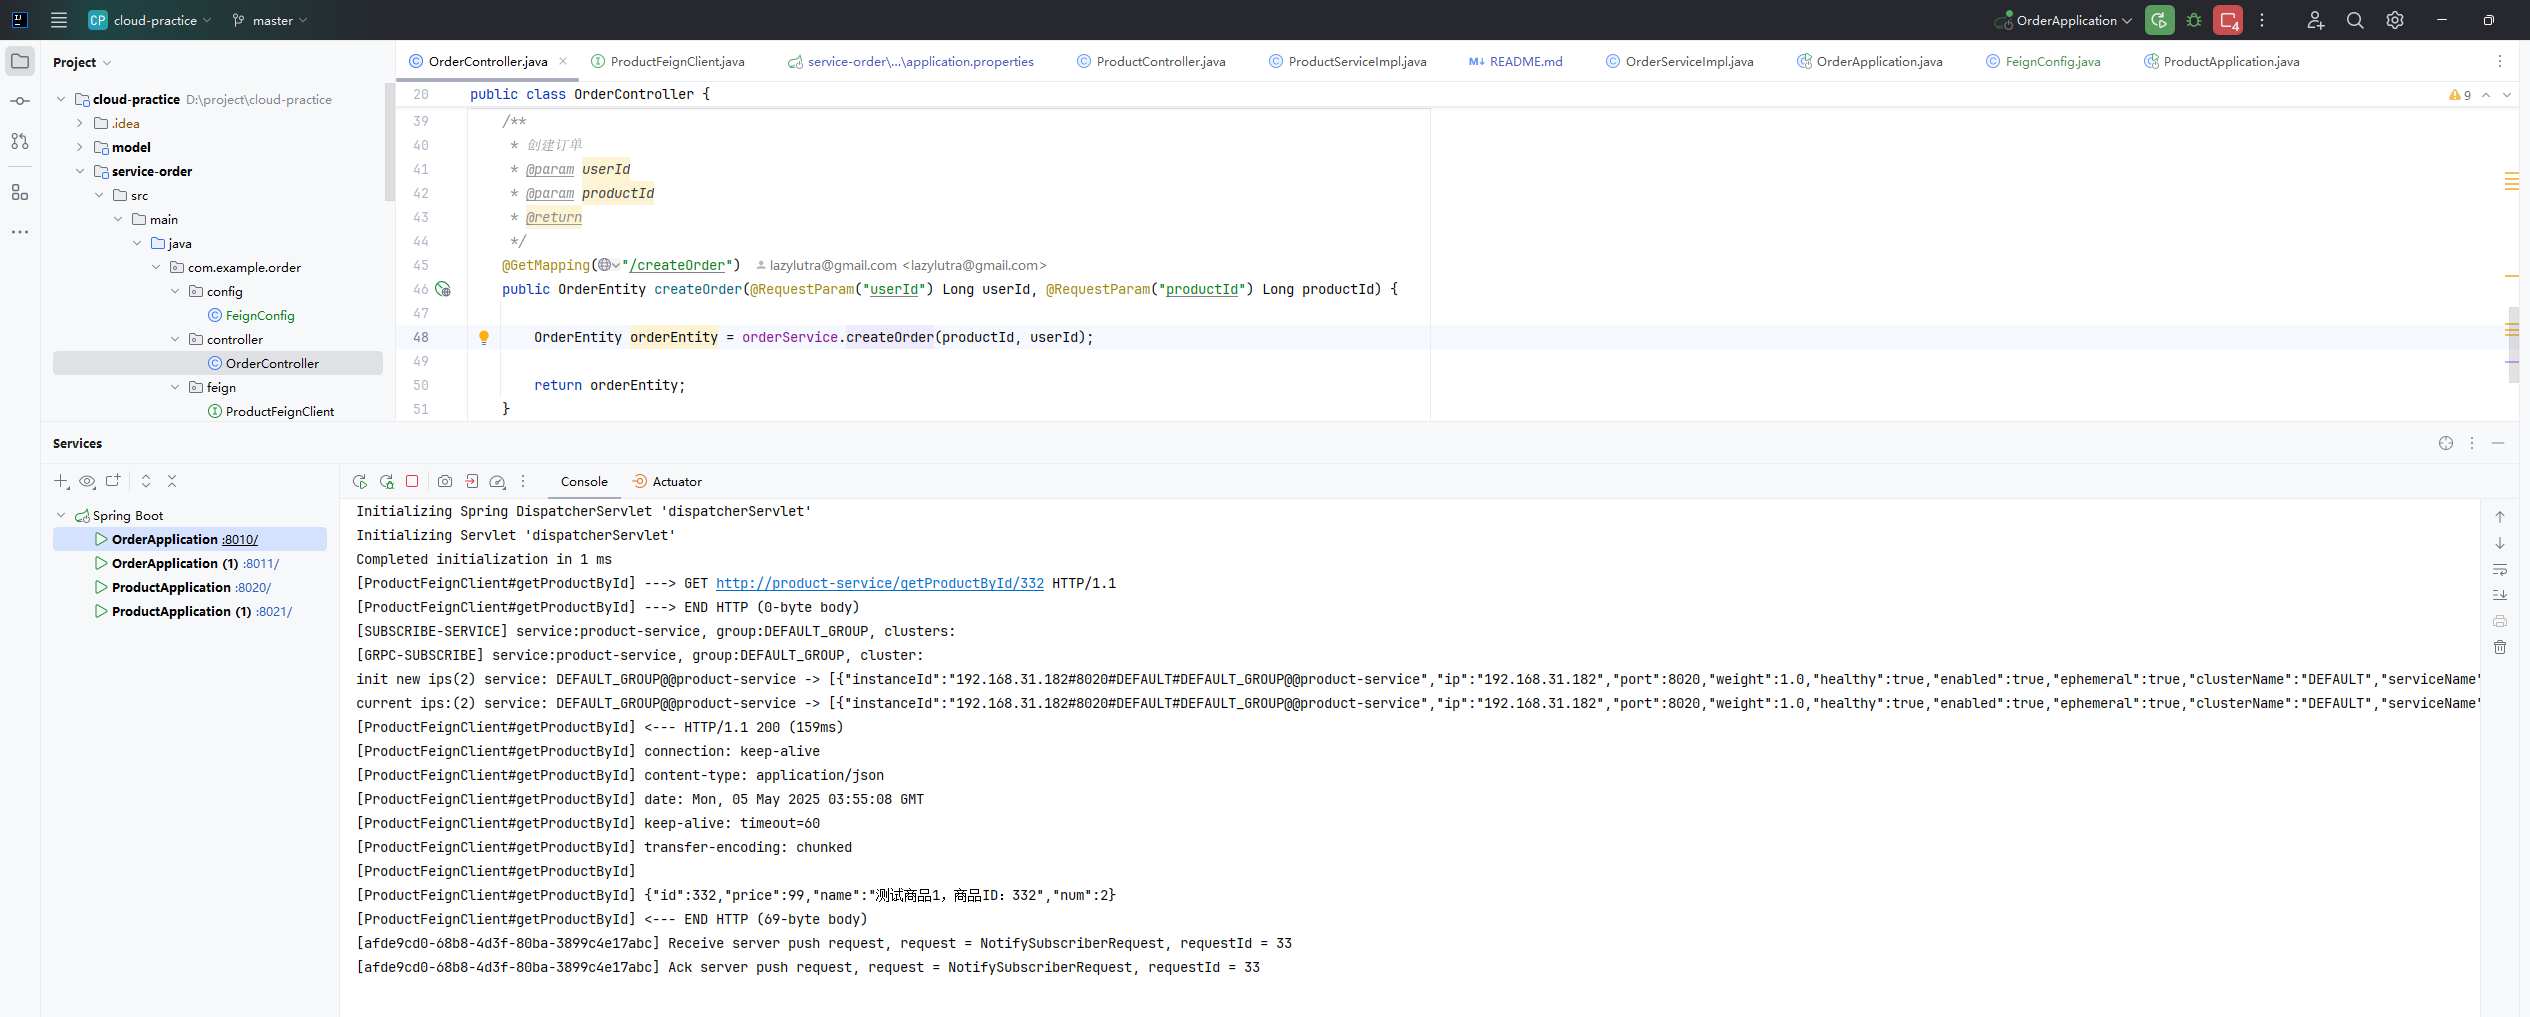 CP cloud-practice master OrderApplication 4
Project
OrderController.java ProductFeignClient.java service-order\...\application.properties ProductController.java ProductServiceImpl.java M↓ README.md OrderServiceImpl.java OrderApplication.java FeignConfig.java ProductApplication.java
cloud-practice D:\project\cloud-practice
.idea
model
service-order
src
main
java
com.example.order
config
FeignConfig
controller
OrderController
feign
ProductFeignClient
20 public class OrderController {
9
39 /**
40 * 创建订单
41 * @param userId
42 * @param productId
43 * @return
44 */
45 @GetMapping("/createOrder") lazylutra@gmail.com <lazylutra@gmail.com>
46 public OrderEntity createOrder(@RequestParam("userId") Long userId, @RequestParam("productId") Long productId) {
47
48 OrderEntity orderEntity = orderService.createOrder(productId, userId);
49
50 return orderEntity;
51 }
Services
Spring Boot
OrderApplication :8010/
OrderApplication (1) :8011/
ProductApplication :8020/
ProductApplication (1) :8021/
Console Actuator
Initializing Spring DispatcherServlet 'dispatcherServlet'
Initializing Servlet 'dispatcherServlet'
Completed initialization in 1 ms
[ProductFeignClient#getProductById] ---> GET http://product-service/getProductById/332 HTTP/1.1
[ProductFeignClient#getProductById] ---> END HTTP (0-byte body)
[SUBSCRIBE-SERVICE] service:product-service, group:DEFAULT_GROUP, clusters:
[GRPC-SUBSCRIBE] service:product-service, group:DEFAULT_GROUP, cluster:
init new ips(2) service: DEFAULT_GROUP@@product-service -> [{"instanceId":"192.168.31.182#8020#DEFAULT#DEFAULT_GROUP@@product-service","ip":"192.168.31.182","port":8020,"weight":1.0,"healthy":true,"enabled":true,"ephemeral":true,"clusterName":"DEFAULT","serviceName"
current ips:(2) service: DEFAULT_GROUP@@product-service -> [{"instanceId":"192.168.31.182#8020#DEFAULT#DEFAULT_GROUP@@product-service","ip":"192.168.31.182","port":8020,"weight":1.0,"healthy":true,"enabled":true,"ephemeral":true,"clusterName":"DEFAULT","serviceName"
[ProductFeignClient#getProductById] <--- HTTP/1.1 200 (159ms)
[ProductFeignClient#getProductById] connection: keep-alive
[ProductFeignClient#getProductById] content-type: application/json
[ProductFeignClient#getProductById] date: Mon, 05 May 2025 03:55:08 GMT
[ProductFeignClient#getProductById] keep-alive: timeout=60
[ProductFeignClient#getProductById] transfer-encoding: chunked
[ProductFeignClient#getProductById]
[ProductFeignClient#getProductById] {"id":332,"price":99,"name":"测试商品1，商品ID：332","num":2}
[ProductFeignClient#getProductById] <--- END HTTP (69-byte body)
[afde9cd0-68b8-4d3f-80ba-3899c4e17abc] Receive server push request, request = NotifySubscriberRequest, requestId = 33
[afde9cd0-68b8-4d3f-80ba-3899c4e17abc] Ack server push request, request = NotifySubscriberRequest, requestId = 33